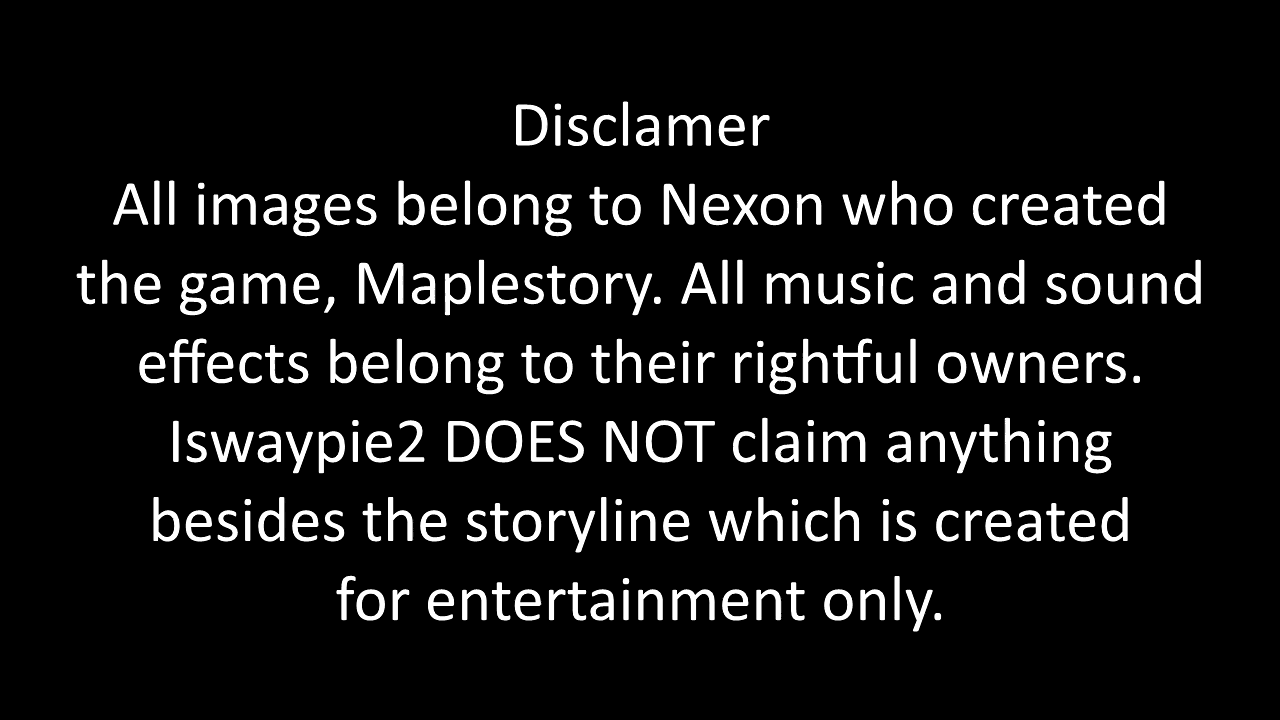 Disclamer
All images belong to Nexon who created
the game, Maplestory. All music and sound
effects belong to their rightful owners.
Iswaypie2 DOES NOT claim anything
besides the storyline which is created
for entertainment only.